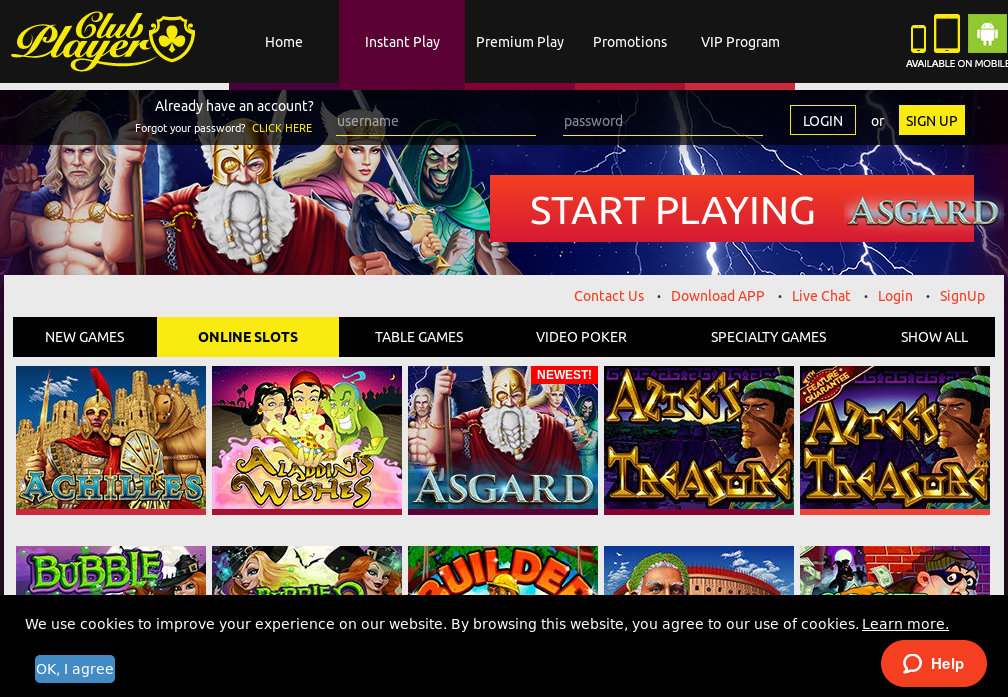 Club Player
Home
Instant Play
Premium Play
Promotions
VIP Program
AVAILABLE ON MOBILE
Already have an account?
Forgot your password? CLICK HERE
username
password
LOGIN
or
SIGN UP
START PLAYING ASGARD
Contact Us • Download APP • Live Chat • Login • SignUp
NEW GAMES
ONLINE SLOTS
TABLE GAMES
VIDEO POKER
SPECIALTY GAMES
SHOW ALL
ACHILLES
ALADDIN'S WISHES
NEWEST!
ASGARD
AZTEC'S TREASURE
WITH FEATURE GUARANTEE
AZTEC'S TREASURE
BUBBLE
BUBBLE
BUILDER
We use cookies to improve your experience on our website. By browsing this website, you agree to our use of cookies. Learn more.
OK, I agree
Help